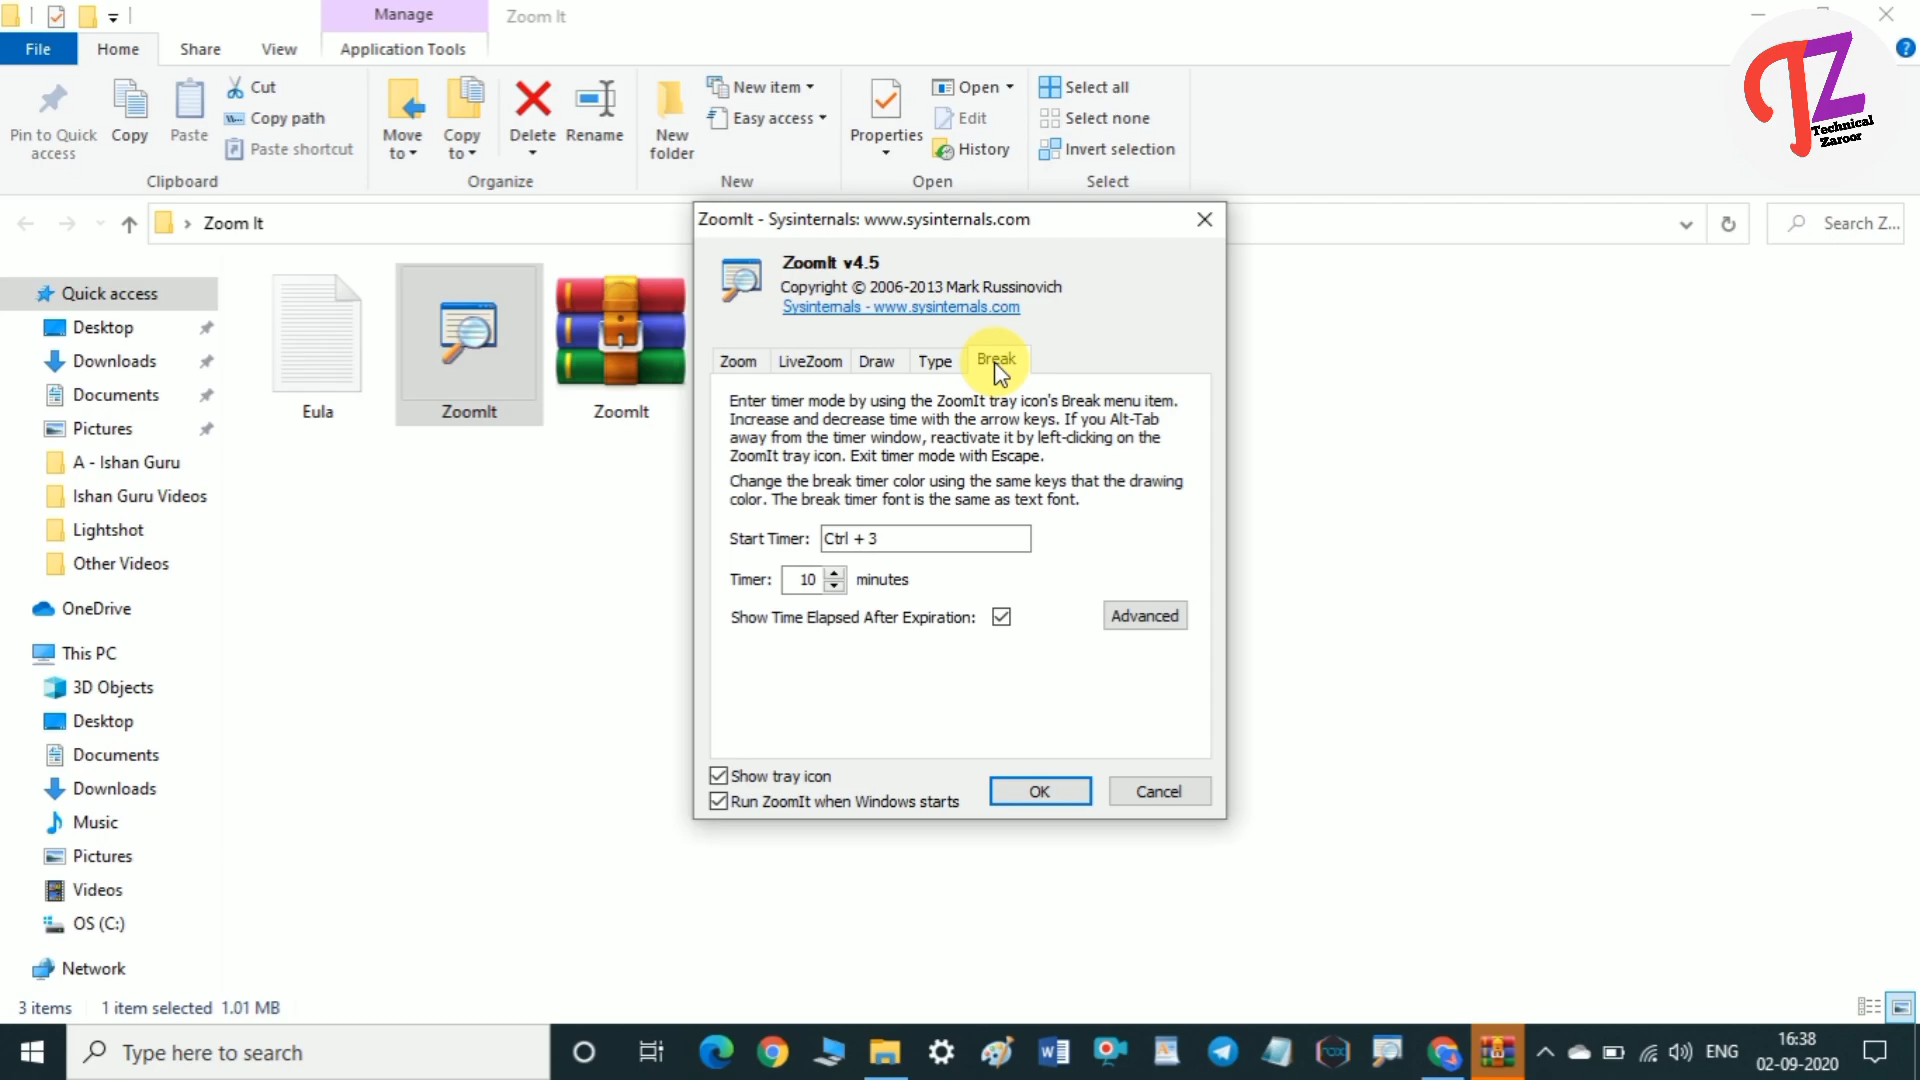 Manage
Zoom It
File
Home
Share
View
Application Tools
Pin to Quick access
Copy
Paste
Cut
Copy path
Paste shortcut
Clipboard
Move to
Copy to
Delete
Rename
Organize
New folder
New item
Easy access
New
Properties
Open
Edit
History
Open
Select all
Select none
Invert selection
Select
TZ
Technical
Zaroor
Zoom It
Search Z...
Quick access
Desktop
Downloads
Documents
Pictures
A - Ishan Guru
Ishan Guru Videos
Lightshot
Other Videos
OneDrive
This PC
3D Objects
Desktop
Documents
Downloads
Music
Pictures
Videos
OS (C:)
Network
Eula
ZoomIt
ZoomIt
ZoomIt - Sysinternals: www.sysinternals.com
ZoomIt v4.5
Copyright © 2006-2013 Mark Russinovich
Sysinternals - www.sysinternals.com
Zoom
LiveZoom
Draw
Type
Break
Enter timer mode by using the ZoomIt tray icon's Break menu item.
Increase and decrease time with the arrow keys. If you Alt-Tab
away from the timer window, reactivate it by left-clicking on the
ZoomIt tray icon. Exit timer mode with Escape.
Change the break timer color using the same keys that the drawing
color. The break timer font is the same as text font.
Start Timer: Ctrl + 3
Timer: 10 minutes
Show Time Elapsed After Expiration:
Advanced
Show tray icon
Run ZoomIt when Windows starts
OK
Cancel
3 items
1 item selected 1.01 MB
Type here to search
ENG
16:38
02-09-2020